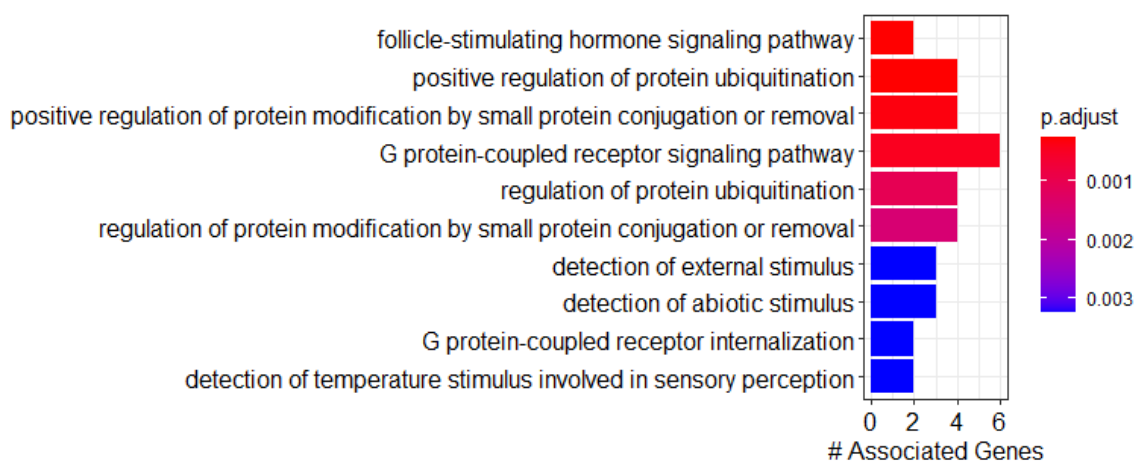 follicle-stimulating hormone signaling pathway
positive regulation of protein ubiquitination
positive regulation of protein modification by small protein conjugation or removal
G protein-coupled receptor signaling pathway
regulation of protein ubiquitination
regulation of protein modification by small protein conjugation or removal
detection of external stimulus
detection of abiotic stimulus
G protein-coupled receptor internalization
detection of temperature stimulus involved in sensory perception
0 2 4 6
# Associated Genes
p.adjust
0.001
0.002
0.003